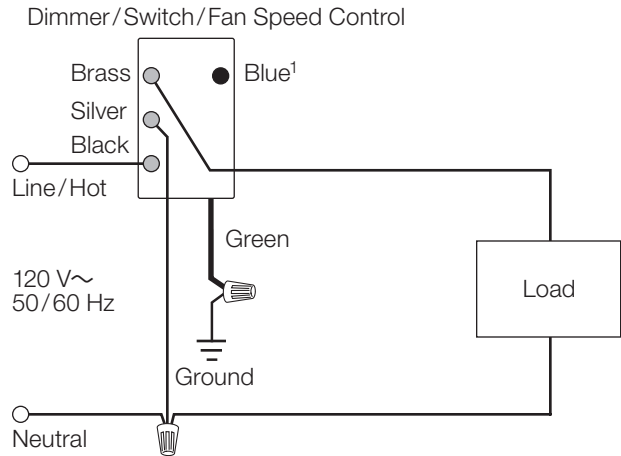 Dimmer/Switch/Fan Speed Control
Brass
Blue¹
Silver
Black
Line/Hot
Green
120 V~
50/60 Hz
Load
Ground
Neutral